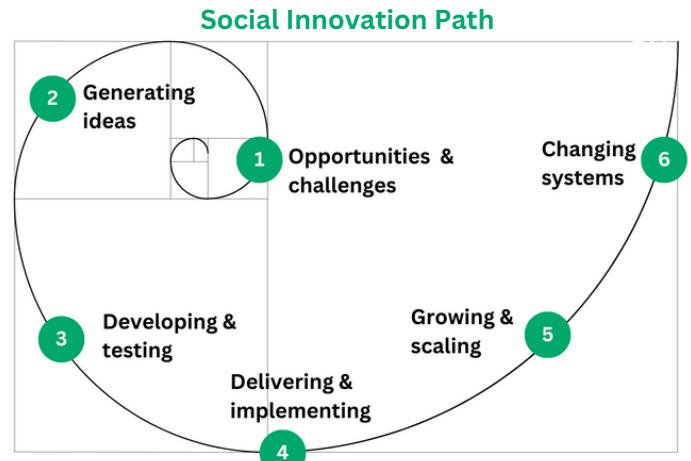 Social Innovation Path
1
Opportunities &
challenges
2
Generating
ideas
3
Developing &
testing
4
Delivering &
implementing
5
Growing &
scaling
6
Changing
systems